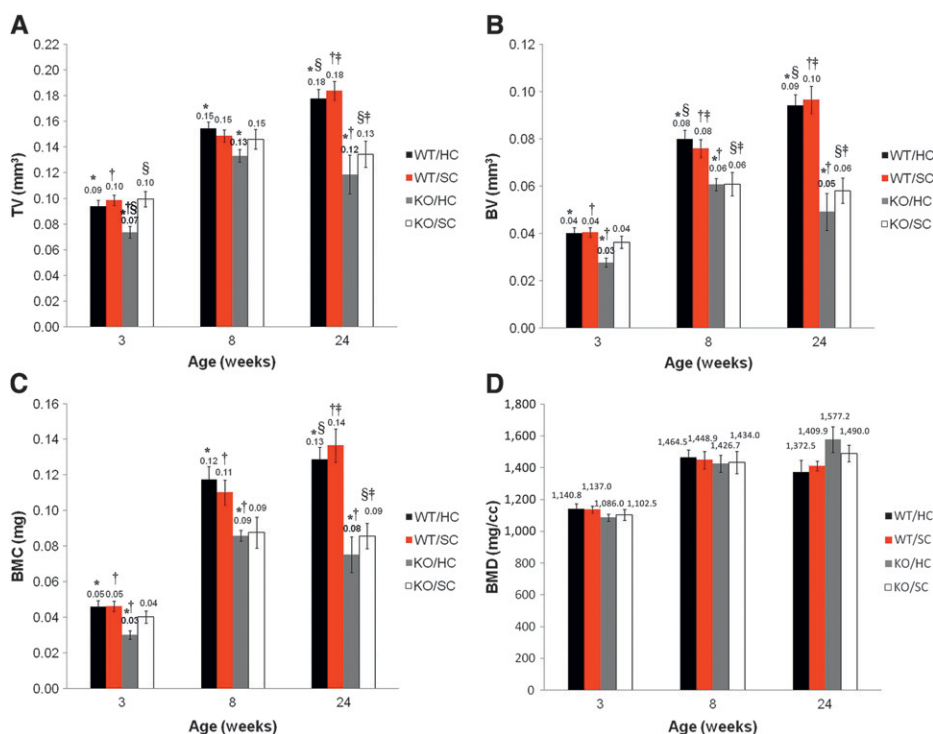 A
TV (mm³)
0.22
0.20
0.18
0.16
0.14
0.12
0.10
0.08
0.06
0.04
0.02
0.00
* † *†§ §
0.09 0.10 0.07 0.10
* *
0.15 0.15 0.13 0.15
*§ †‡ *† §‡
0.18 0.18 0.12 0.13
3 8 24
Age (weeks)
WT/HC
WT/SC
KO/HC
KO/SC
B
BV (mm³)
0.12
0.10
0.08
0.06
0.04
0.02
0.00
* † *†
0.04 0.04 0.03 0.04
*§ †‡ *† §‡
0.08 0.08 0.06 0.06
*§ †‡ *† §‡
0.09 0.10 0.05 0.06
3 8 24
Age (weeks)
WT/HC
WT/SC
KO/HC
KO/SC
C
BMC (mg)
0.16
0.14
0.12
0.10
0.08
0.06
0.04
0.02
0.00
* † *†
0.05 0.05 0.03 0.04
* † *†
0.12 0.11 0.09 0.09
*§ †‡ *† §‡
0.13 0.14 0.08 0.09
3 8 24
Age (weeks)
WT/HC
WT/SC
KO/HC
KO/SC
D
BMD (mg/cc)
1,800
1,600
1,400
1,200
1,000
800
600
400
200
0
1,140.8 1,137.0 1,086.0 1,102.5
1,464.5 1,448.9 1,426.7 1,434.0
1,372.5 1,409.9 1,577.2 1,490.0
3 8 24
Age (weeks)
WT/HC
WT/SC
KO/HC
KO/SC